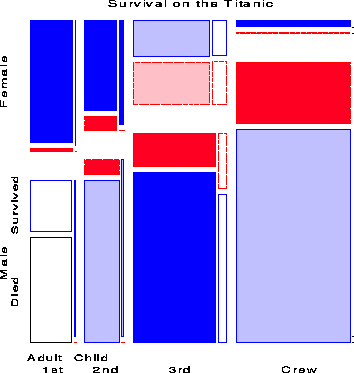 Survival on the Titanic
Female
Survived
Male
Died
Adult Child
1st 2nd 3rd Crew